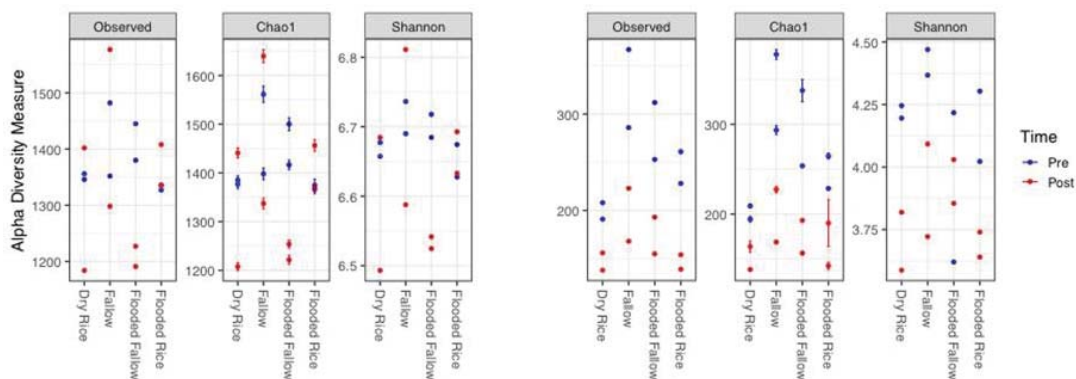 Observed Chao1 Shannon Observed Chao1 Shannon
Alpha Diversity Measure
1500
1400
1300
1200
1600
1500
1400
1300
1200
6.8
6.7
6.6
6.5
300
200
300
200
4.50
4.25
4.00
3.75
Time
Pre
Post
Dry Rice
Fallow
Flooded Fallow
Flooded Rice
Dry Rice
Fallow
Flooded Fallow
Flooded Rice
Dry Rice
Fallow
Flooded Fallow
Flooded Rice
Dry Rice
Fallow
Flooded Fallow
Flooded Rice
Dry Rice
Fallow
Flooded Fallow
Flooded Rice
Dry Rice
Fallow
Flooded Fallow
Flooded Rice